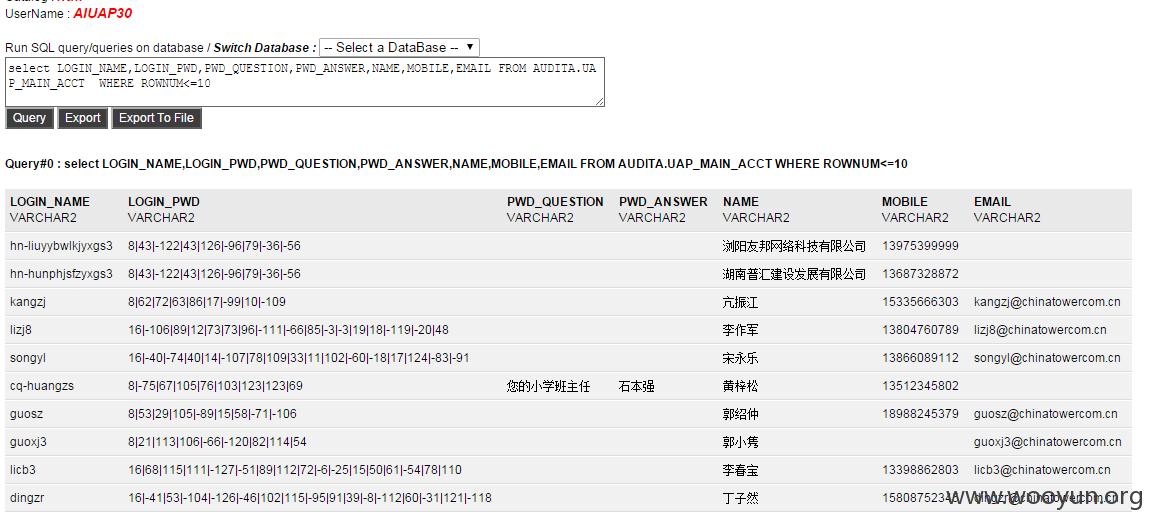 UserName : AIUAP30
Run SQL query/queries on database / Switch Database : -- Select a DataBase --
select LOGIN_NAME,LOGIN_PWD,PWD_QUESTION,PWD_ANSWER,NAME,MOBILE,EMAIL FROM AUDITA.UA
P_MAIN_ACCT WHERE ROWNUM<=10
Query Export Export To File
Query#0 : select LOGIN_NAME,LOGIN_PWD,PWD_QUESTION,PWD_ANSWER,NAME,MOBILE,EMAIL FROM AUDITA.UAP_MAIN_ACCT WHERE ROWNUM<=10
LOGIN_NAME LOGIN_PWD PWD_QUESTION PWD_ANSWER NAME MOBILE EMAIL
VARCHAR2 VARCHAR2 VARCHAR2 VARCHAR2 VARCHAR2 VARCHAR2 VARCHAR2
hn-liuyybwlkjyxgs3 8|43|-122|43|126|-96|79|-36|-56 浏阳友邦网络科技有限公司 13975399999
hn-hunphjsfzyxgs3 8|43|-122|43|126|-96|79|-36|-56 湖南普汇建设发展有限公司 13687328872
kangzj 8|62|72|63|86|17|-99|10|-109 亢振江 15335666303 kangzj@chinatowercom.cn
lizj8 16|-106|89|12|73|73|96|-111|-66|85|-3|-3|19|18|-119|-20|48 李作军 13804760789 lizj8@chinatowercom.cn
songyl 16|-40|-74|40|14|-107|78|109|33|11|102|-60|-18|17|124|-83|-91 宋永乐 13866089112 songyl@chinatowercom.cn
cq-huangzs 8|-75|67|105|76|103|123|123|69 您的小学班主任 石本强 黄梓松 13512345802
guosz 8|53|29|105|-89|15|58|-71|-106 郭绍仲 18988245379 guosz@chinatowercom.cn
guoxj3 8|21|113|106|-66|-120|82|114|54 郭小隽 guoxj3@chinatowercom.cn
licb3 16|68|115|111|-127|-51|89|112|72|-6|-25|15|50|61|-54|78|110 李春宝 13398862803 licb3@chinatowercom.cn
dingzr 16|-41|53|-104|-126|-46|102|115|-95|91|39|-8|-112|60|-31|121|-118 丁子然
www.wooyun.org